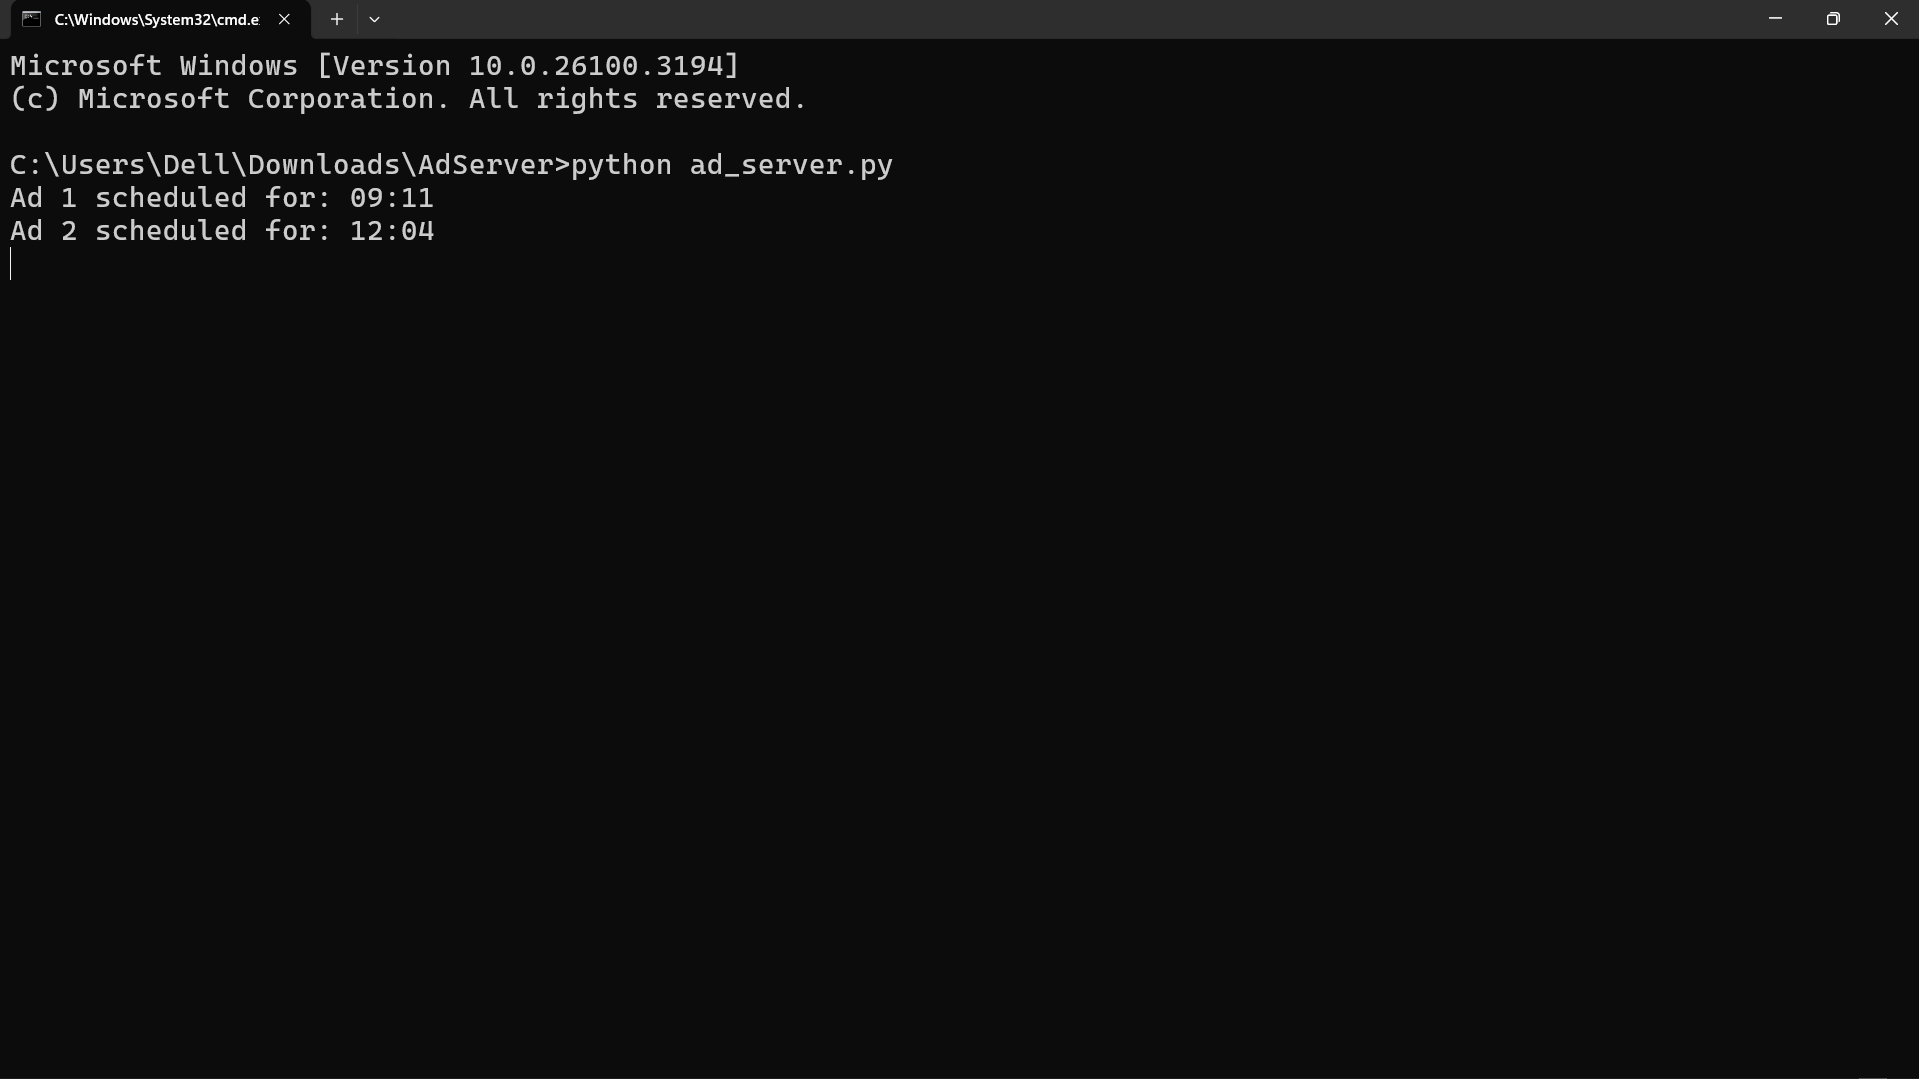 C:\Windows\System32\cmd.e
Microsoft Windows [Version 10.0.26100.3194]
(c) Microsoft Corporation. All rights reserved.
C:\Users\Dell\Downloads\AdServer>python ad_server.py
Ad 1 scheduled for: 09:11
Ad 2 scheduled for: 12:04